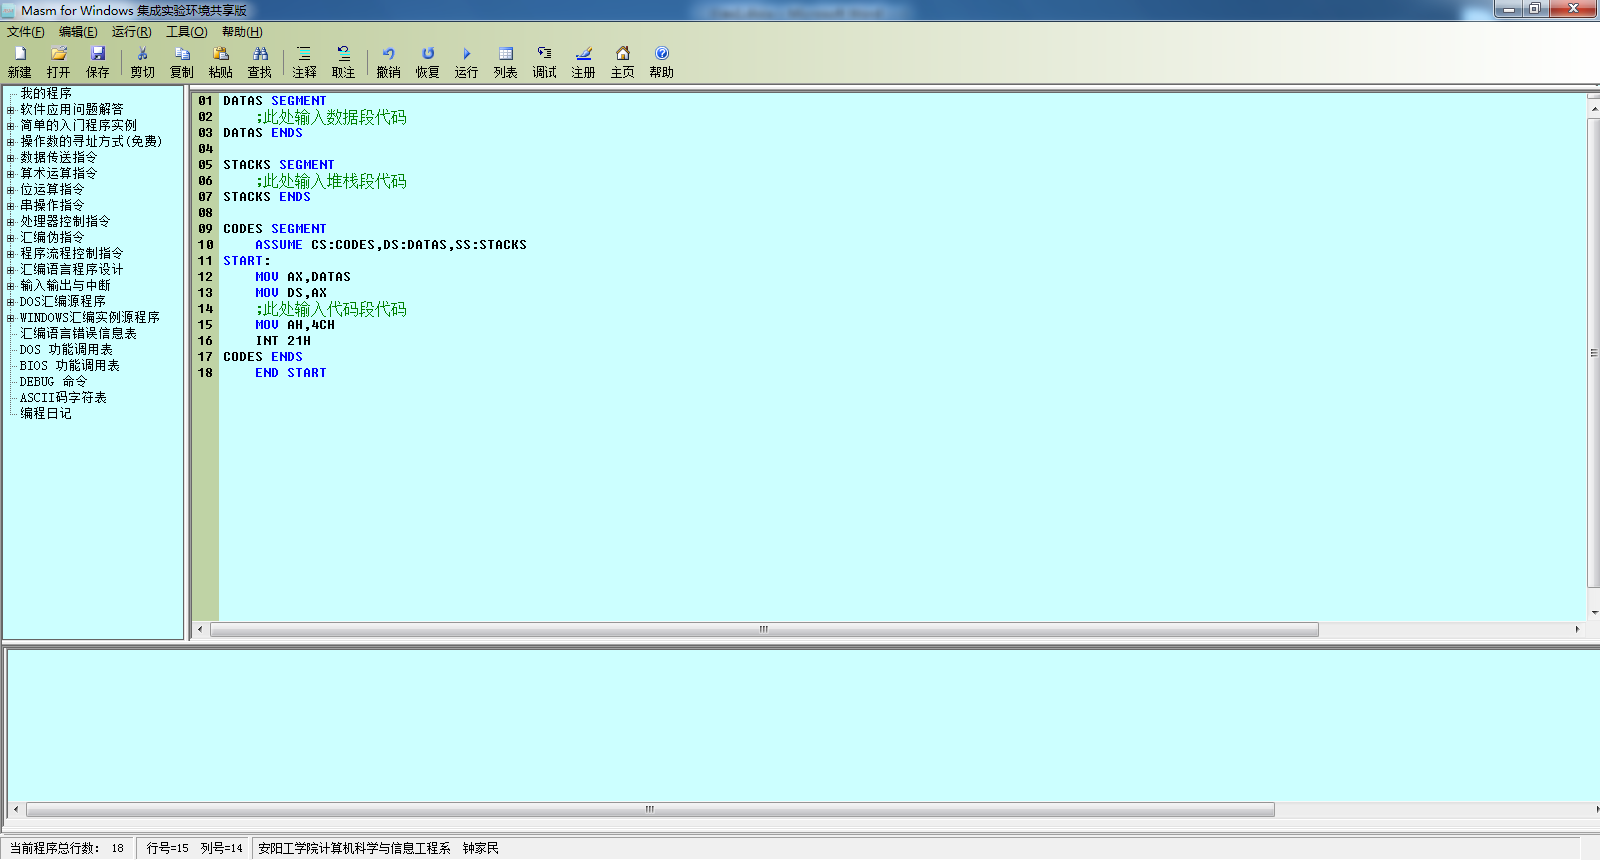 Masm for Windows 集成实验环境共享版
文件(F) 编辑(E) 运行(R) 工具(O) 帮助(H)
新建 打开 保存 剪切 复制 粘贴 查找 注释 取注 撤销 恢复 运行 列表 调试 注册 主页 帮助
我的程序
软件应用问题解答
简单的入门程序实例
操作数的寻址方式(免费)
数据传送指令
算术运算指令
位运算指令
串操作指令
处理器控制指令
汇编伪指令
程序流程控制指令
汇编语言程序设计
输入输出与中断
DOS汇编源程序
WINDOWS汇编实例源程序
汇编语言错误信息表
DOS 功能调用表
BIOS 功能调用表
DEBUG 命令
ASCII码字符表
编程日记
01 DATAS SEGMENT
02     ;此处输入数据段代码
03 DATAS ENDS
04
05 STACKS SEGMENT
06     ;此处输入堆栈段代码
07 STACKS ENDS
08
09 CODES SEGMENT
10     ASSUME CS:CODES,DS:DATAS,SS:STACKS
11 START:
12     MOV AX,DATAS
13     MOV DS,AX
14     ;此处输入代码段代码
15     MOV AH,4CH
16     INT 21H
17 CODES ENDS
18     END START
当前程序总行数: 18 行号=15 列号=14 安阳工学院计算机科学与信息工程系 钟家民